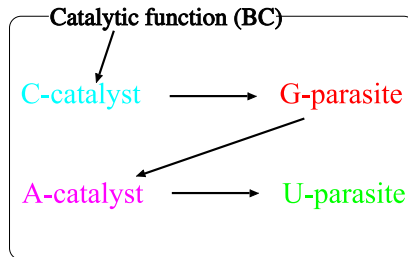 Catalytic function (BC)
C-catalyst G-parasite
A-catalyst U-parasite